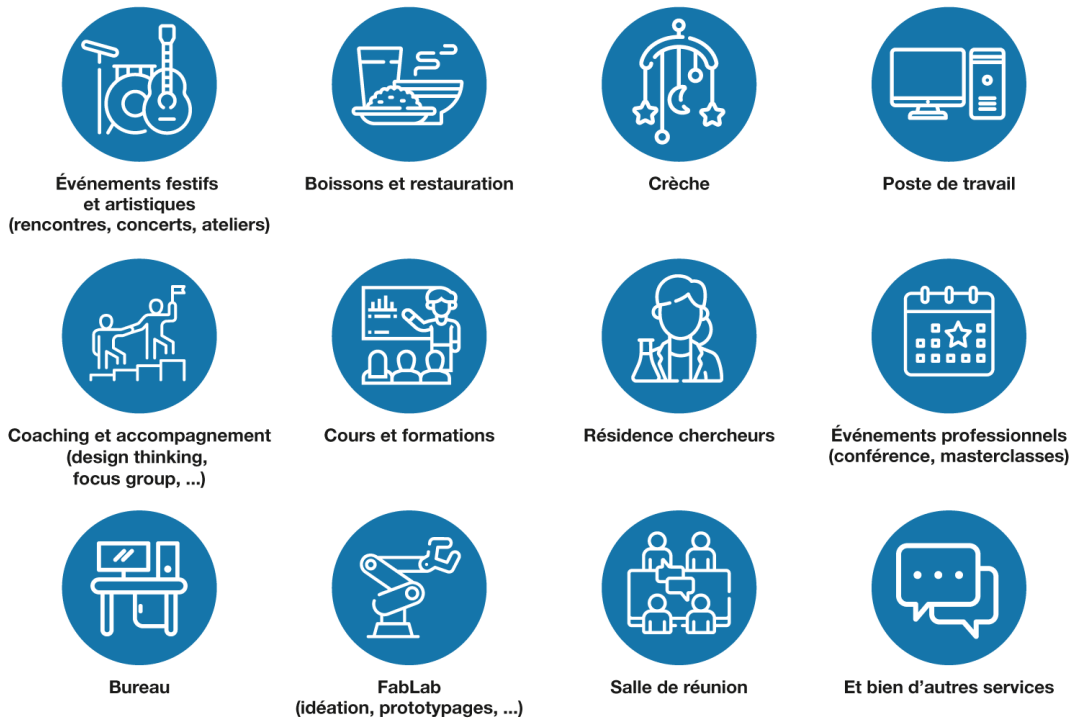 Événements festifs
et artistiques
(rencontres, concerts, ateliers)
Boissons et restauration
Crèche
Poste de travail
Coaching et accompagnement
(design thinking,
focus group, ...)
Cours et formations
Résidence chercheurs
Événements professionnels
(conférence, masterclasses)
Bureau
FabLab
(idéation, prototypages, ...)
Salle de réunion
Et bien d'autres services